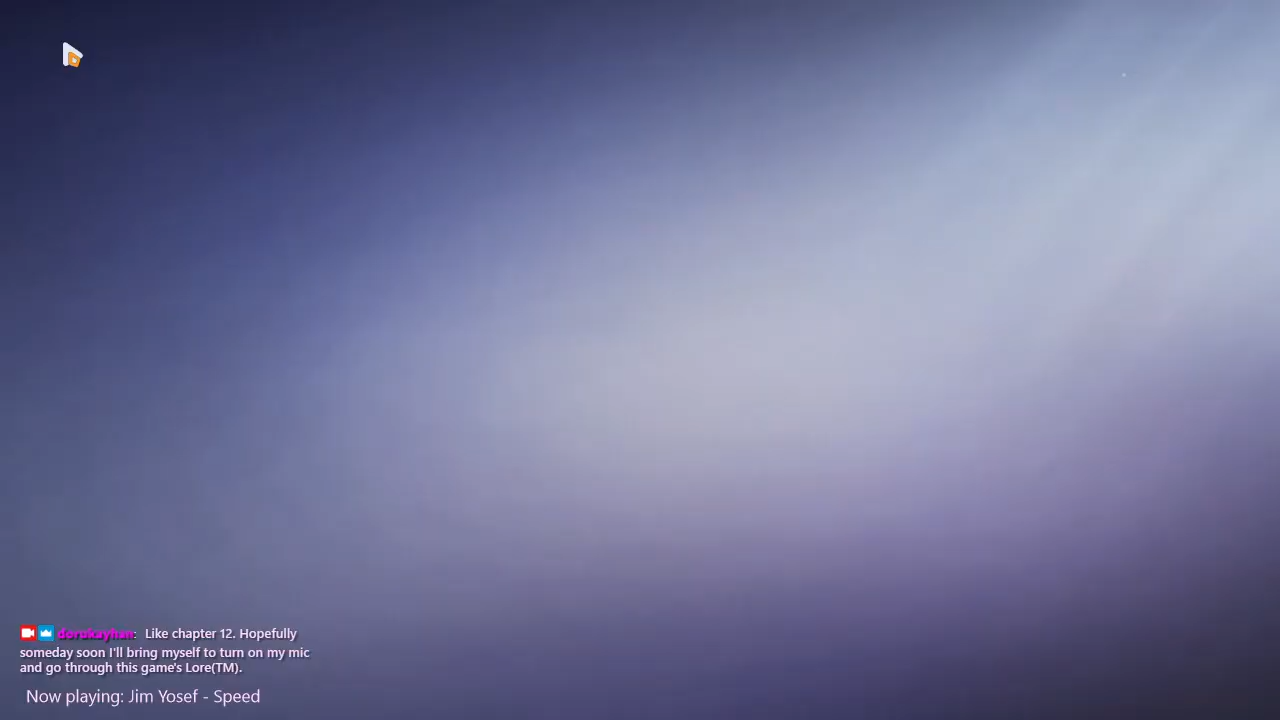 dorukayhan: Like chapter 12. Hopefully
someday soon I'll bring myself to turn on my mic
and go through this game's Lore(TM).
Now playing: Jim Yosef - Speed